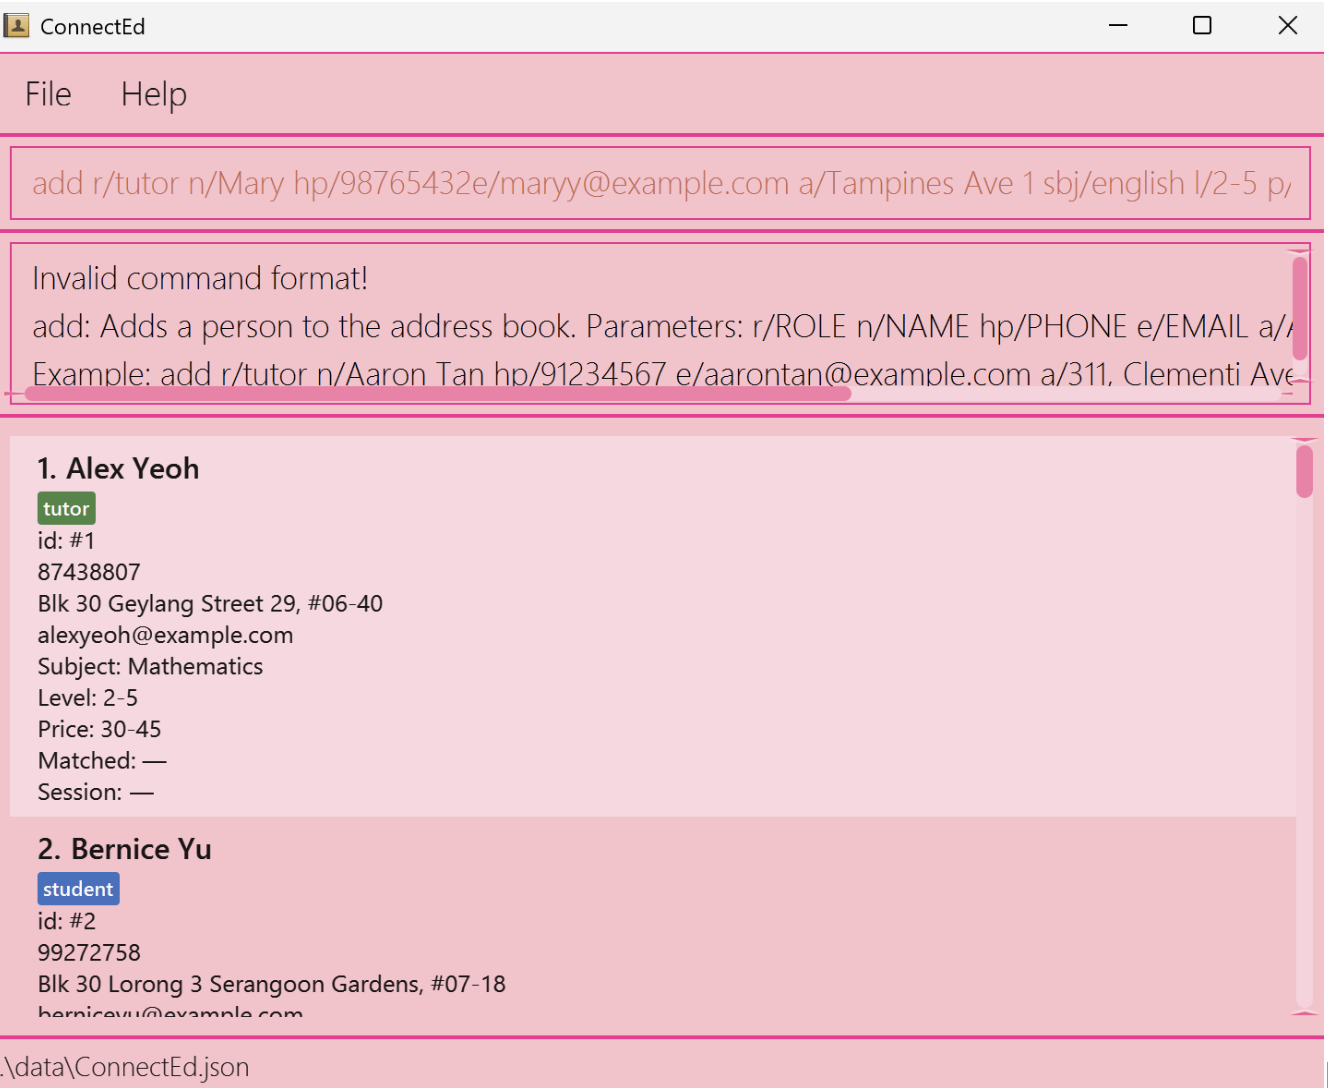 ConnectEd
File Help
add r/tutor n/Mary hp/98765432e/maryy@example.com a/Tampines Ave 1 sbj/english l/2-5 p/
Invalid command format!
add: Adds a person to the address book. Parameters: r/ROLE n/NAME hp/PHONE e/EMAIL a/
Example: add r/tutor n/Aaron Tan hp/91234567 e/aarontan@example.com a/311, Clementi Ave
1. Alex Yeoh
tutor
id: #1
87438807
Blk 30 Geylang Street 29, #06-40
alexyeoh@example.com
Subject: Mathematics
Level: 2-5
Price: 30-45
Matched: —
Session: —
2. Bernice Yu
student
id: #2
99272758
Blk 30 Lorong 3 Serangoon Gardens, #07-18
berniceyu@example.com
.\data\ConnectEd.json